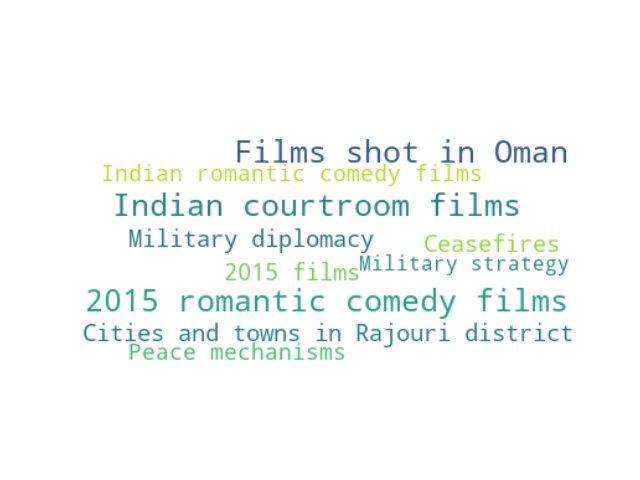 Films shot in Oman
Indian romantic comedy films
Indian courtroom films
Military diplomacy
Ceasefires
2015 films
Military strategy
2015 romantic comedy films
Cities and towns in Rajouri district
Peace mechanisms